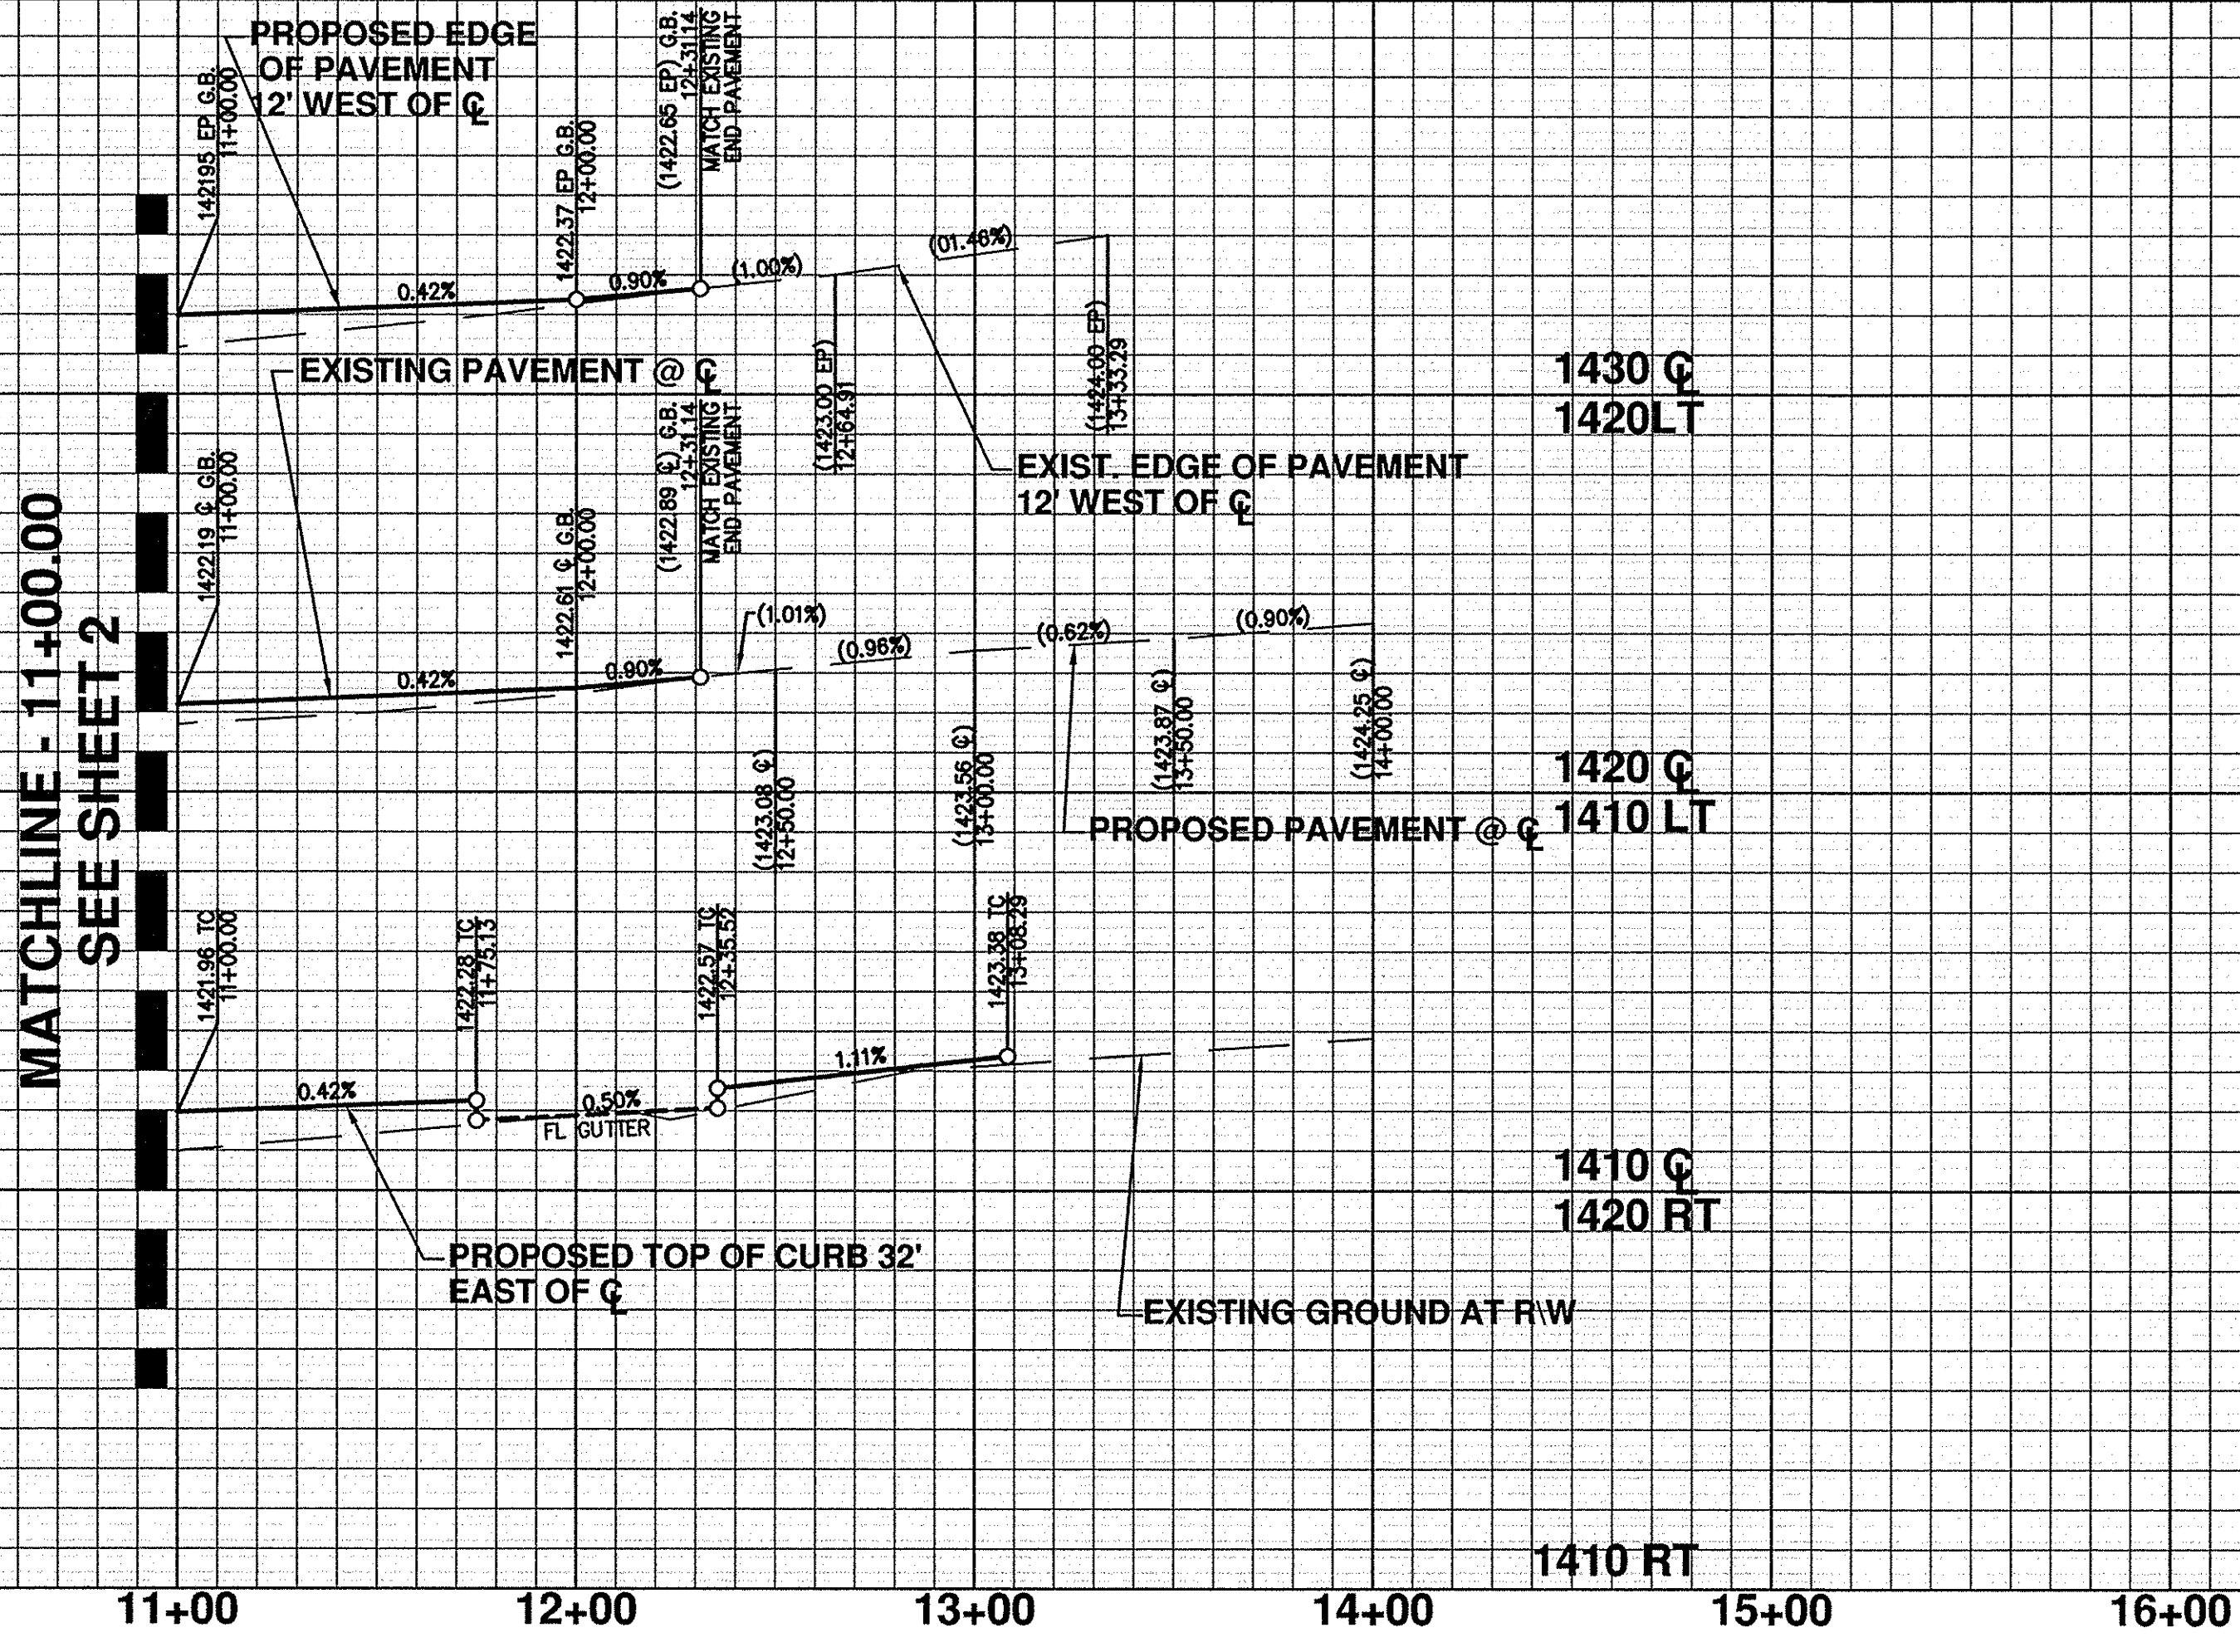 PROPOSED EDGE
OF PAVEMENT
12' WEST OF ℄
142195 EP G.B.
11+00.00
1422.37 EP G.B.
12+00.00
(1422.65 EP) G.B.
12+31.14
MATCH EXISTING
END PAVEMENT
0.42%
0.90%
(1.00%)
(01.46%)
(1423.00 EP)
12+64.91
(1424.00 EP)
13+33.29
EXISTING PAVEMENT @ ℄
EXIST. EDGE OF PAVEMENT
12' WEST OF ℄
1430 ℄
1420LT
MATCHLINE - 11+00.00
SEE SHEET 2
1422.19 ℄ GB.
11+00.00
1422.61 ℄ G.B.
12+00.00
(1422.89 ℄) G.B.
12+31.14
MATCH EXISTING
END PAVEMENT
0.42%
0.90%
(1.01%)
(0.96%)
(0.62%)
(0.90%)
(1423.08 ℄)
12+50.00
(1423.56 ℄)
13+00.00
(1423.87 ℄)
13+50.00
(1424.25 ℄)
14+00.00
PROPOSED PAVEMENT @ ℄
1420 ℄
1410 LT
1421.96 TC
11+00.00
1422.28 TC
11+75.13
1422.57 TC
12+35.52
1423.38 TC
13+08.29
0.42%
0.50%
FL GUTTER
1.11%
PROPOSED TOP OF CURB 32'
EAST OF ℄
EXISTING GROUND AT R\W
1410 ℄
1420 RT
1410 RT
11+00
12+00
13+00
14+00
15+00
16+00